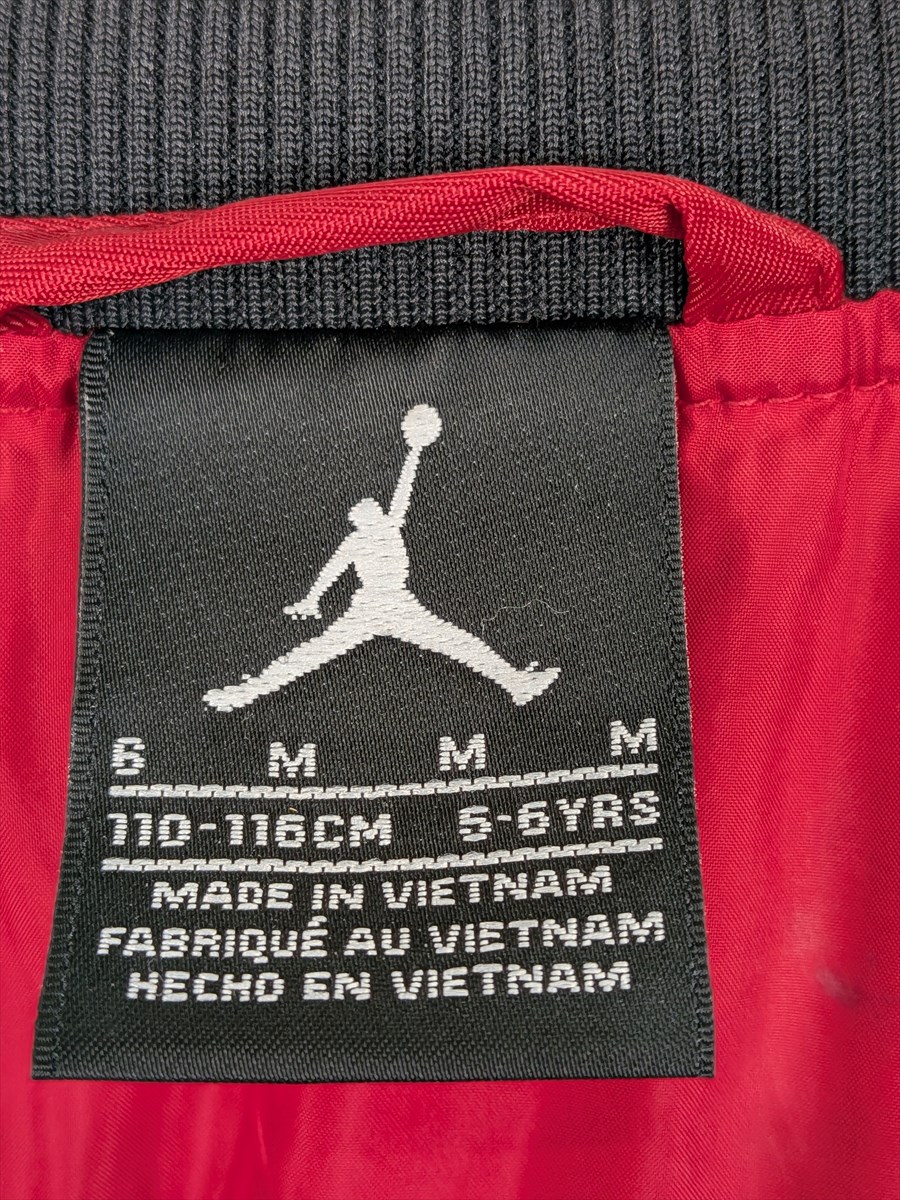 6 M M M
110-116CM 5-6YRS
MADE IN VIETNAM
FABRIQUÉ AU VIETNAM
HECHO EN VIETNAM